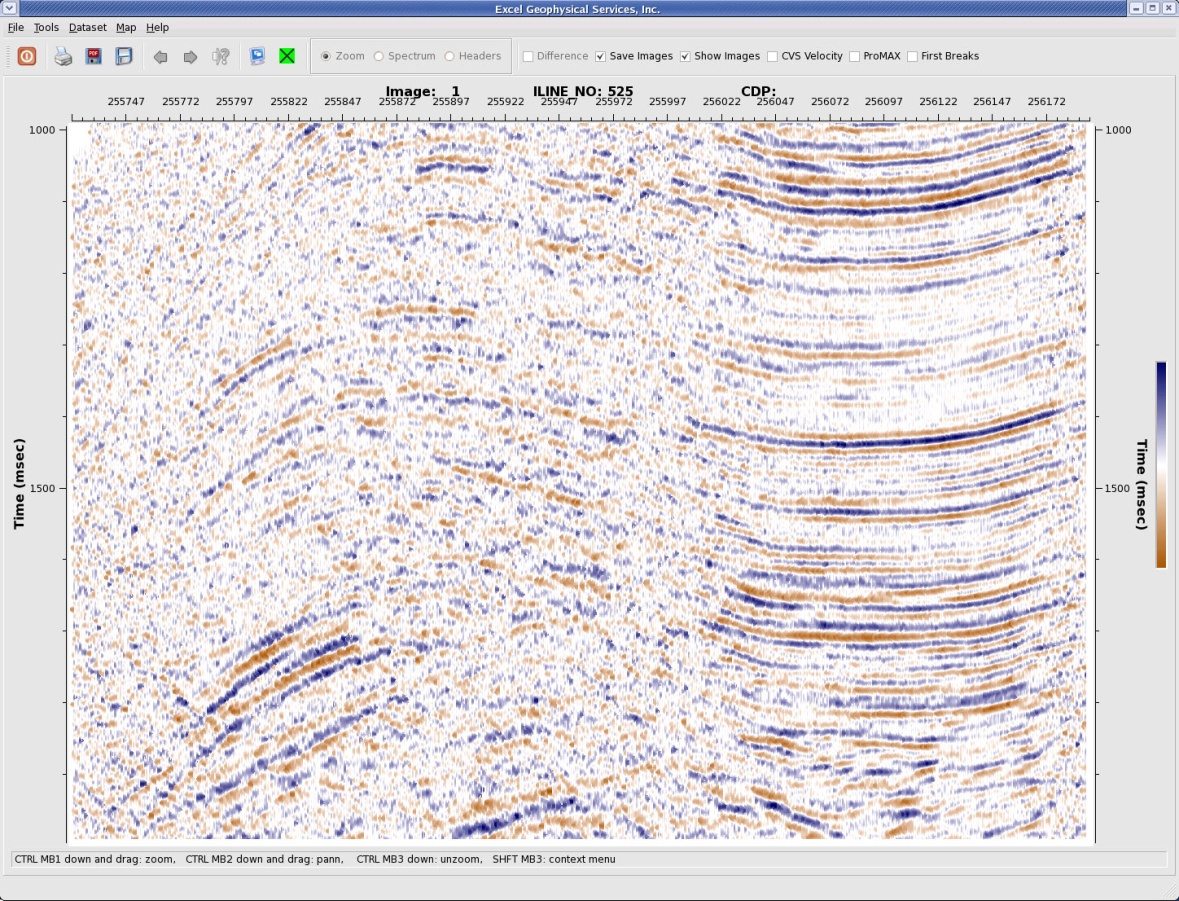 Excel Geophysical Services, Inc.
File Tools Dataset Map Help
Zoom Spectrum Headers Difference Save Images Show Images CVS Velocity ProMAX First Breaks
Image: 1 ILINE_NO: 525 CDP:
255747 255772 255797 255822 255847 255872 255897 255922 255947 255972 255997 256022 256047 256072 256097 256122 256147 256172
1000 1000
Time (msec)
1500 1500
Time (msec)
CTRL MB1 down and drag: zoom, CTRL MB2 down and drag: pann, CTRL MB3 down: unzoom, SHFT MB3: context menu